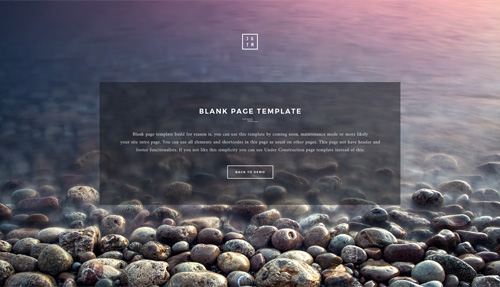 BLANK PAGE TEMPLATE
Blank page template build for reason ie. you can use this template by coming soon, maintenance mode or more likely
your site intro page. You can use all elements and shortcodes in this page as usual on other pages. This page not have header and
footer functionalities. If you not like this simplicity you can use Under Construction page template instead of this.
BACK TO DEMO